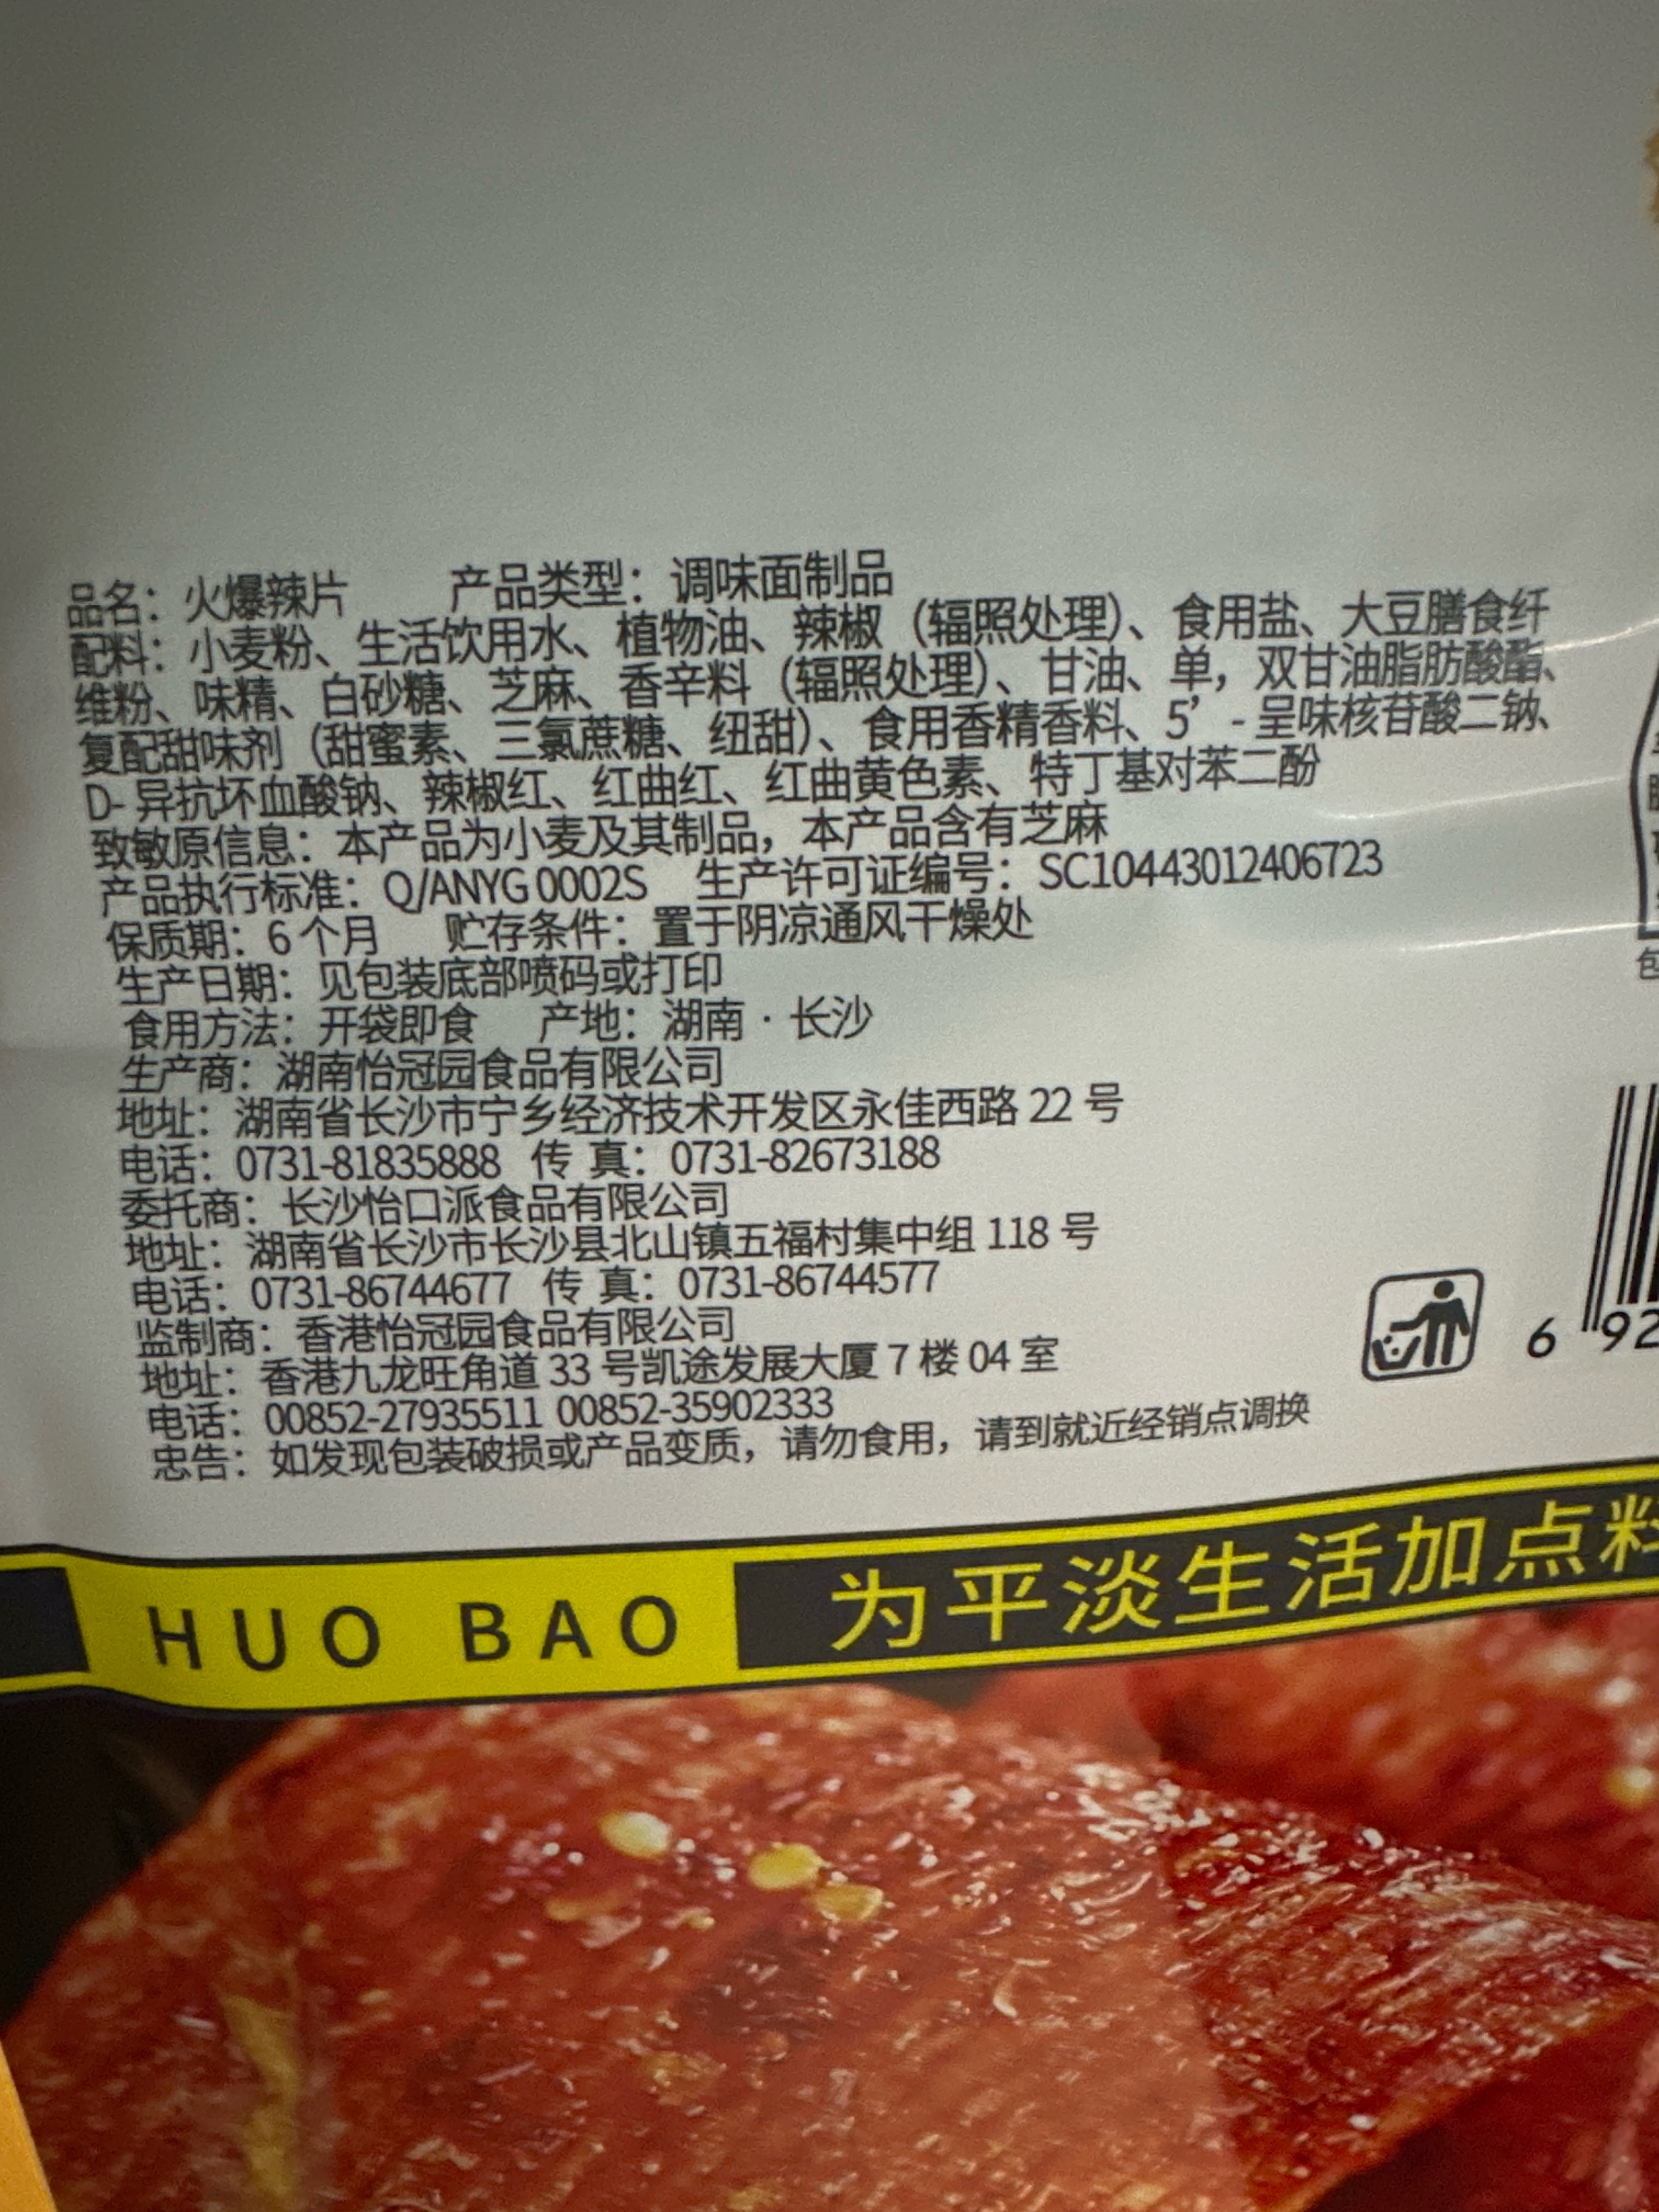 品名：火爆辣片 产品类型：调味面制品
配料：小麦粉、生活饮用水、植物油、辣椒（辐照处理）、食用盐、大豆膳食纤
维粉、味精、白砂糖、芝麻、香辛料（辐照处理）、甘油、单，双甘油脂肪酸酯、
复配甜味剂（甜蜜素、三氯蔗糖、纽甜）、食用香精香料、5’-呈味核苷酸二钠、
D-异抗坏血酸钠、辣椒红、红曲红、红曲黄色素、特丁基对苯二酚
致敏原信息：本产品为小麦及其制品，本产品含有芝麻
产品执行标准：Q/ANYG 0002S 生产许可证编号：SC10443012406723
保质期：6个月 贮存条件：置于阴凉通风干燥处
生产日期：见包装底部喷码或打印
食用方法：开袋即食 产地：湖南·长沙
生产商：湖南怡冠园食品有限公司
地址：湖南省长沙市宁乡经济技术开发区永佳西路 22 号
电话：0731-81835888 传 真：0731-82673188
委托商：长沙怡口派食品有限公司
地址：湖南省长沙市长沙县北山镇五福村集中组 118 号
电话：0731-86744677 传 真：0731-86744577
监制商：香港怡冠园食品有限公司
地址：香港九龙旺角道 33 号凯途发展大厦 7 楼 04 室
电话：00852-27935511 00852-35902333
忠告：如发现包装破损或产品变质，请勿食用，请到就近经销点调换
包
6 92
HUO BAO 为平淡生活加点料